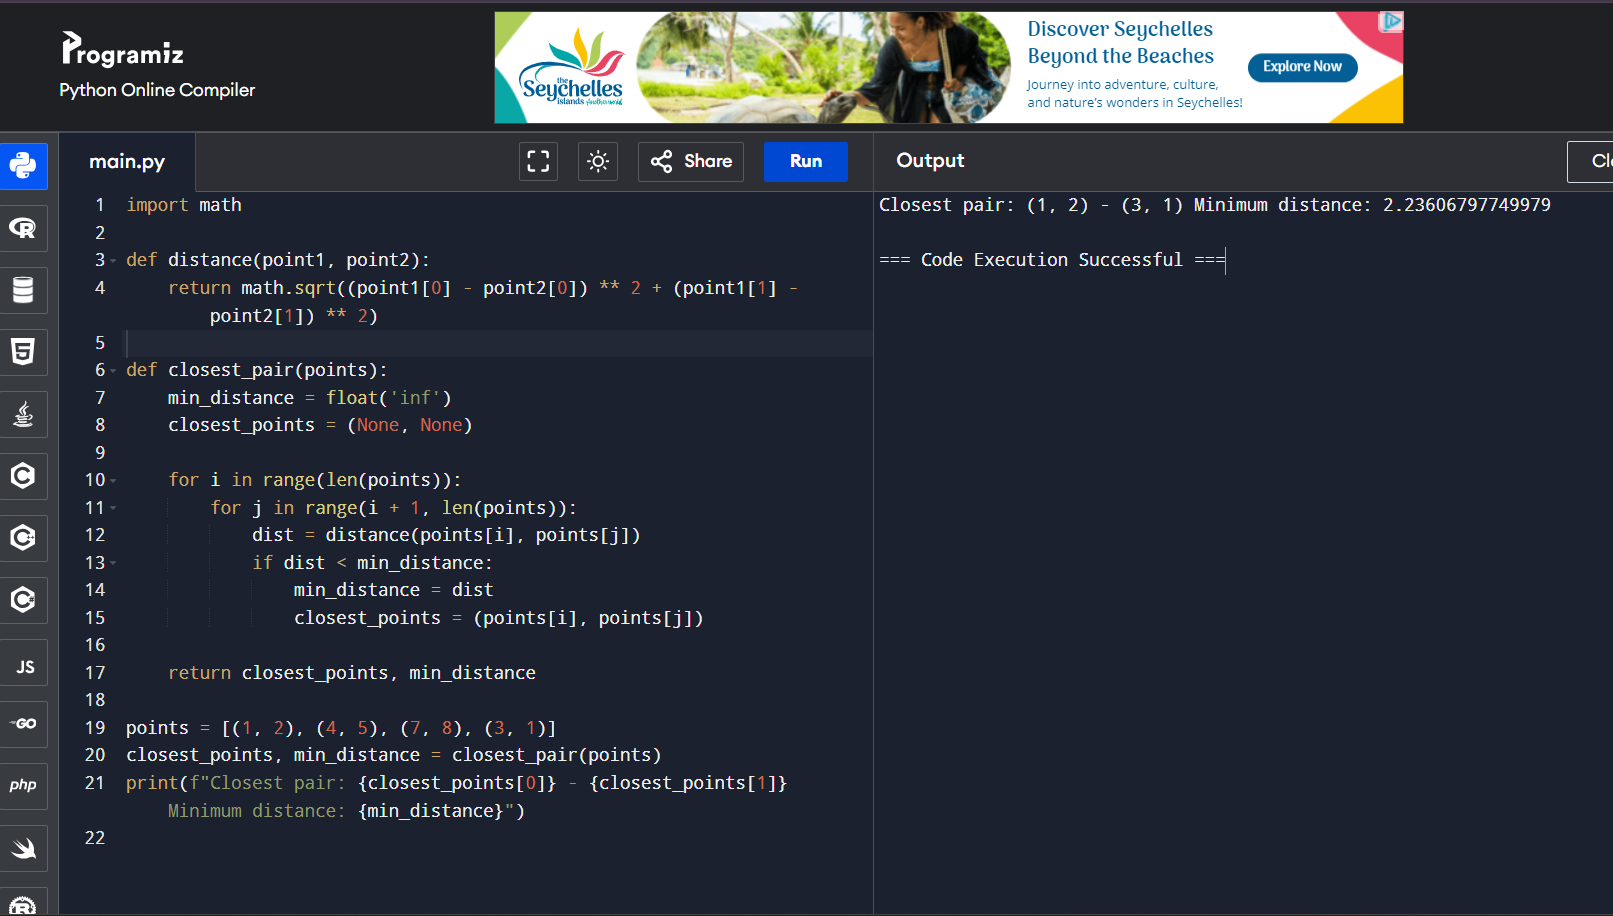 Programiz
Python Online Compiler
the
Seychelles
islands Another world
Discover Seychelles
Beyond the Beaches
Journey into adventure, culture,
and nature's wonders in Seychelles!
Explore Now
main.py
Share
Run
Output
1 import math
2
3 def distance(point1, point2):
4     return math.sqrt((point1[0] - point2[0]) ** 2 + (point1[1] -
        point2[1]) ** 2)
5
6 def closest_pair(points):
7     min_distance = float('inf')
8     closest_points = (None, None)
9
10     for i in range(len(points)):
11         for j in range(i + 1, len(points)):
12             dist = distance(points[i], points[j])
13             if dist < min_distance:
14                 min_distance = dist
15                 closest_points = (points[i], points[j])
16
17     return closest_points, min_distance
18
19 points = [(1, 2), (4, 5), (7, 8), (3, 1)]
20 closest_points, min_distance = closest_pair(points)
21 print(f"Closest pair: {closest_points[0]} - {closest_points[1]}
    Minimum distance: {min_distance}")
22
Closest pair: (1, 2) - (3, 1) Minimum distance: 2.23606797749979
=== Code Execution Successful ===
R
5
C
C++
C#
JS
GO
php
R